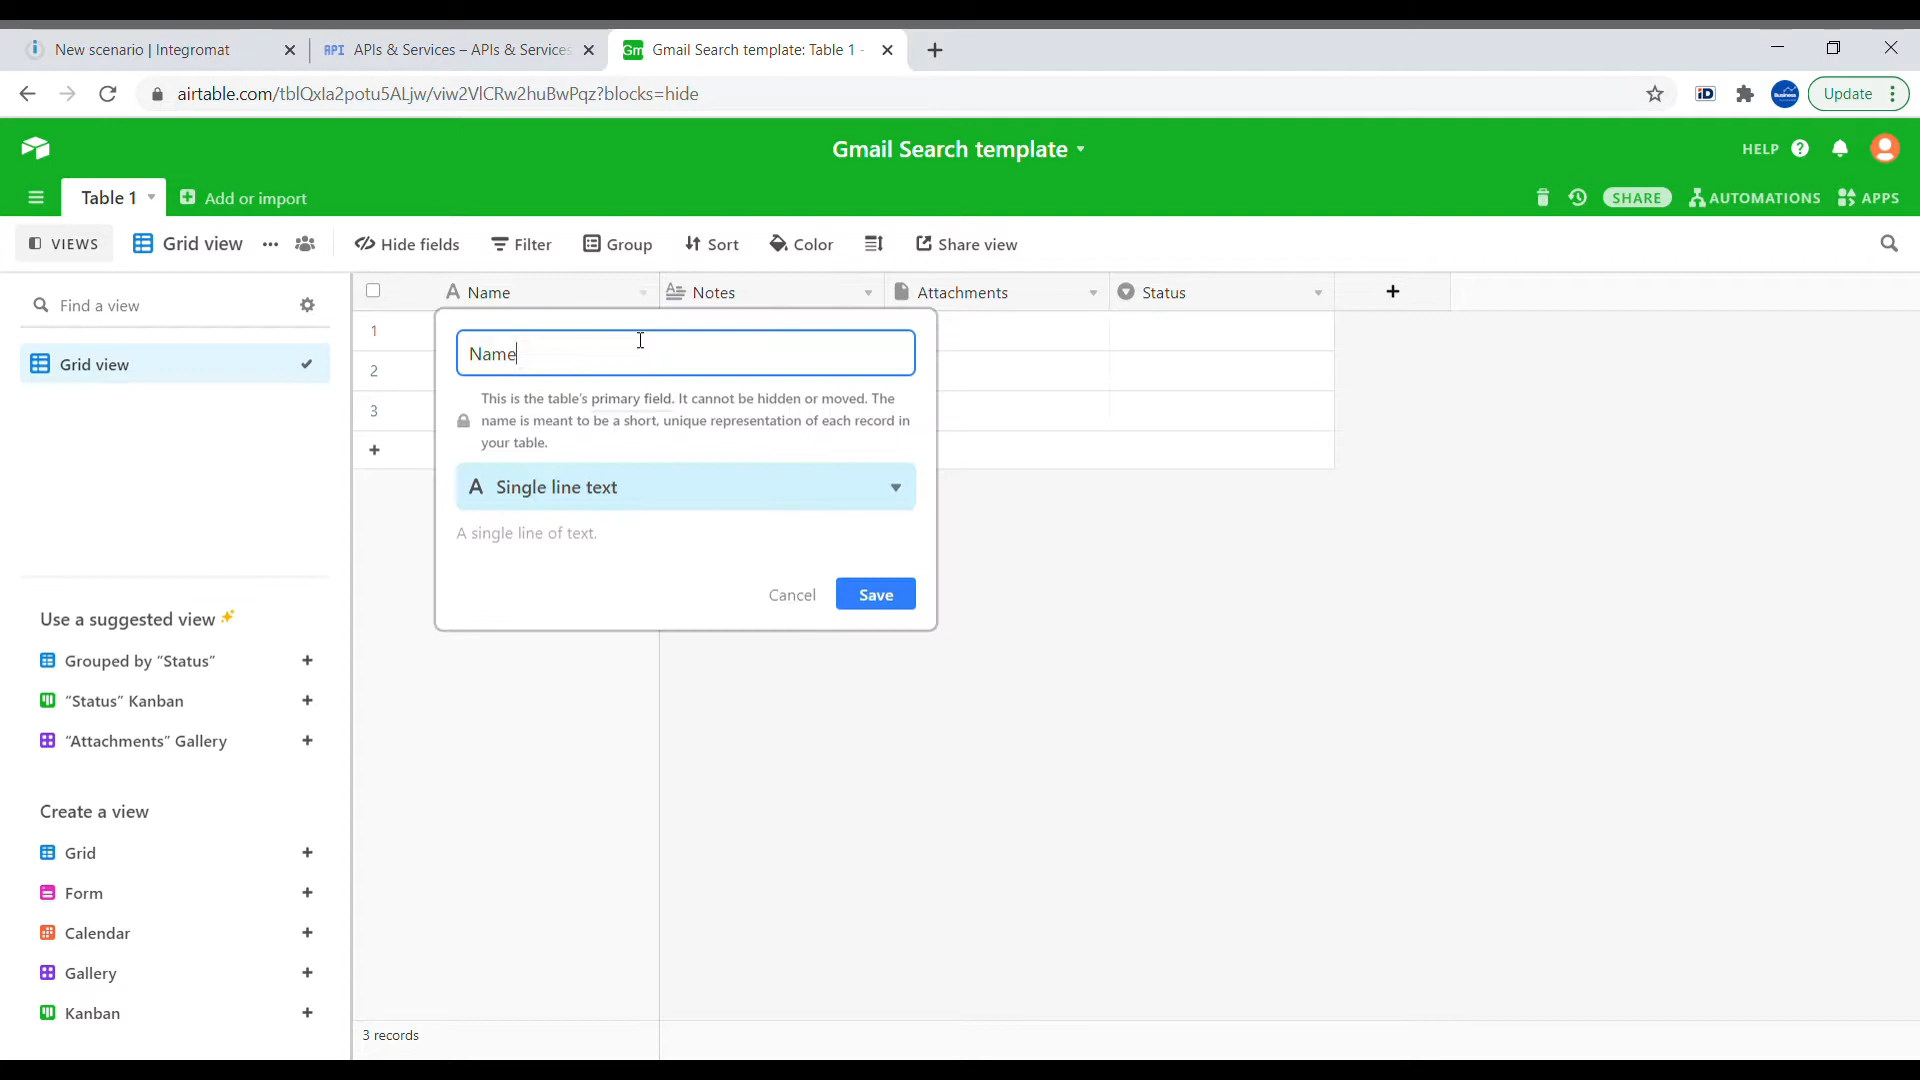 New scenario | Integromat
API APIs & Services – APIs & Services
Gm Gmail Search template: Table 1 -
airtable.com/tblQxla2potu5ALjw/viw2VlCRw2huBwPqz?blocks=hide
iD
Business
Update
Gmail Search template
HELP
Table 1
Add or import
SHARE
AUTOMATIONS
APPS
VIEWS
Grid view
Hide fields
Filter
Group
Sort
Color
Share view
Find a view
Grid view
Use a suggested view
Grouped by “Status”
“Status” Kanban
“Attachments” Gallery
Create a view
Grid
Form
Calendar
Gallery
Kanban
A Name
Notes
Attachments
Status
1
2
3
Name
This is the table's primary field. It cannot be hidden or moved. The
name is meant to be a short, unique representation of each record in
your table.
A Single line text
A single line of text.
Cancel
Save
3 records